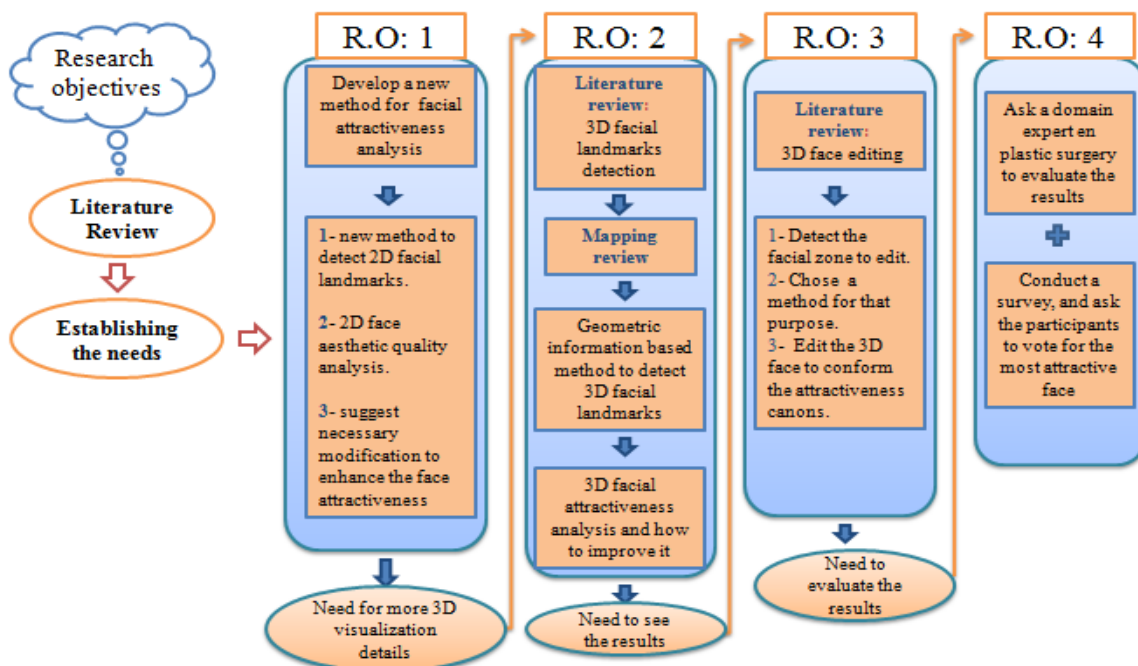 Research
objectives
Literature
Review
Establishing
the needs
R.O: 1
Develop a new
method for facial
attractiveness
analysis
1- new method to
detect 2D facial
landmarks.
2- 2D face
aesthetic quality
analysis.
3- suggest
necessary
modification to
enhance the face
attractiveness
Need for more 3D
visualization
details
R.O: 2
Literature
review:
3D facial
landmarks
detection
Mapping
review
Geometric
information based
method to detect
3D facial
landmarks
3D facial
attractiveness
analysis and how
to improve it
Need to see
the results
R.O: 3
Literature
review:
3D face editing
1- Detect the
facial zone to edit.
2- Chose a
method for that
purpose.
3- Edit the 3D
face to conform
the attractiveness
canons.
Need to
evaluate the
results
R.O: 4
Ask a domain
expert en
plastic surgery
to evaluate the
results
Conduct a
survey, and ask
the participants
to vote for the
most attractive
face